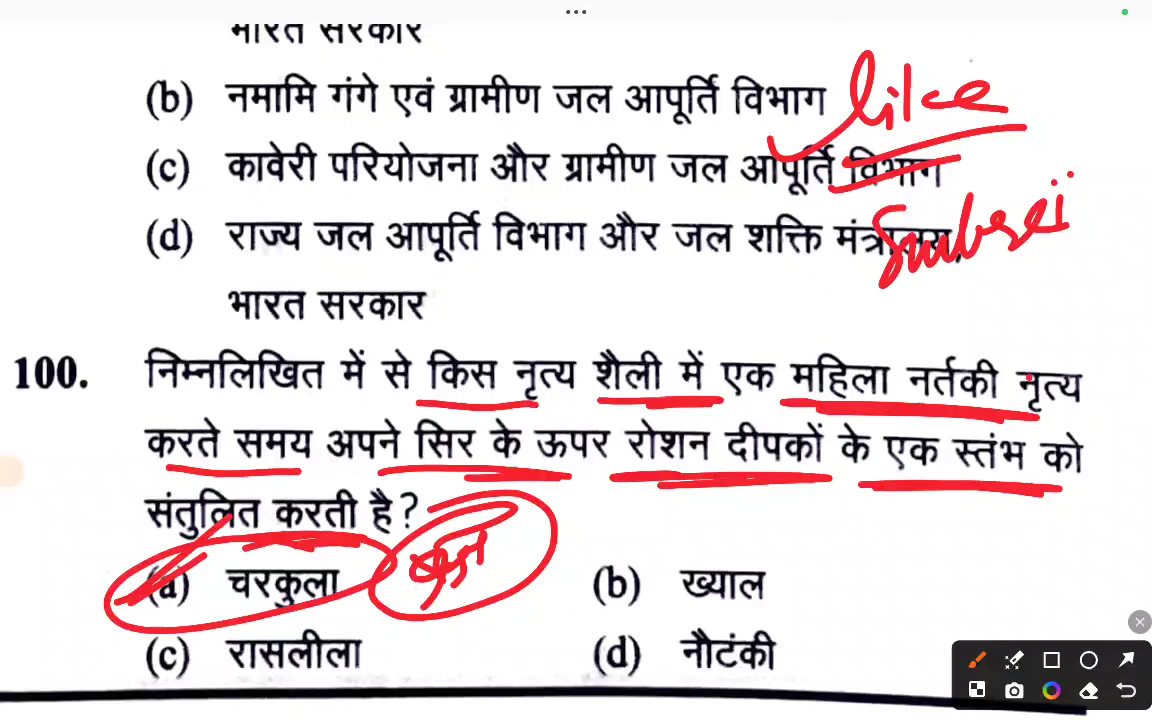 भारत सरकार
(b) नमामि गंगे एवं ग्रामीण जल आपूर्ति विभाग like
(c) कावेरी परियोजना और ग्रामीण जल आपूर्ति विभाग
(d) राज्य जल आपूर्ति विभाग और जल शक्ति मंत्रालय,
भारत सरकार
100. निम्नलिखित में से किस नृत्य शैली में एक महिला नर्तकी नृत्य
करते समय अपने सिर के ऊपर रोशन दीपकों के एक स्तंभ को
संतुलित करती है?
(a) चरकुला (b) ख्याल
(c) रासलीला (d) नौटंकी